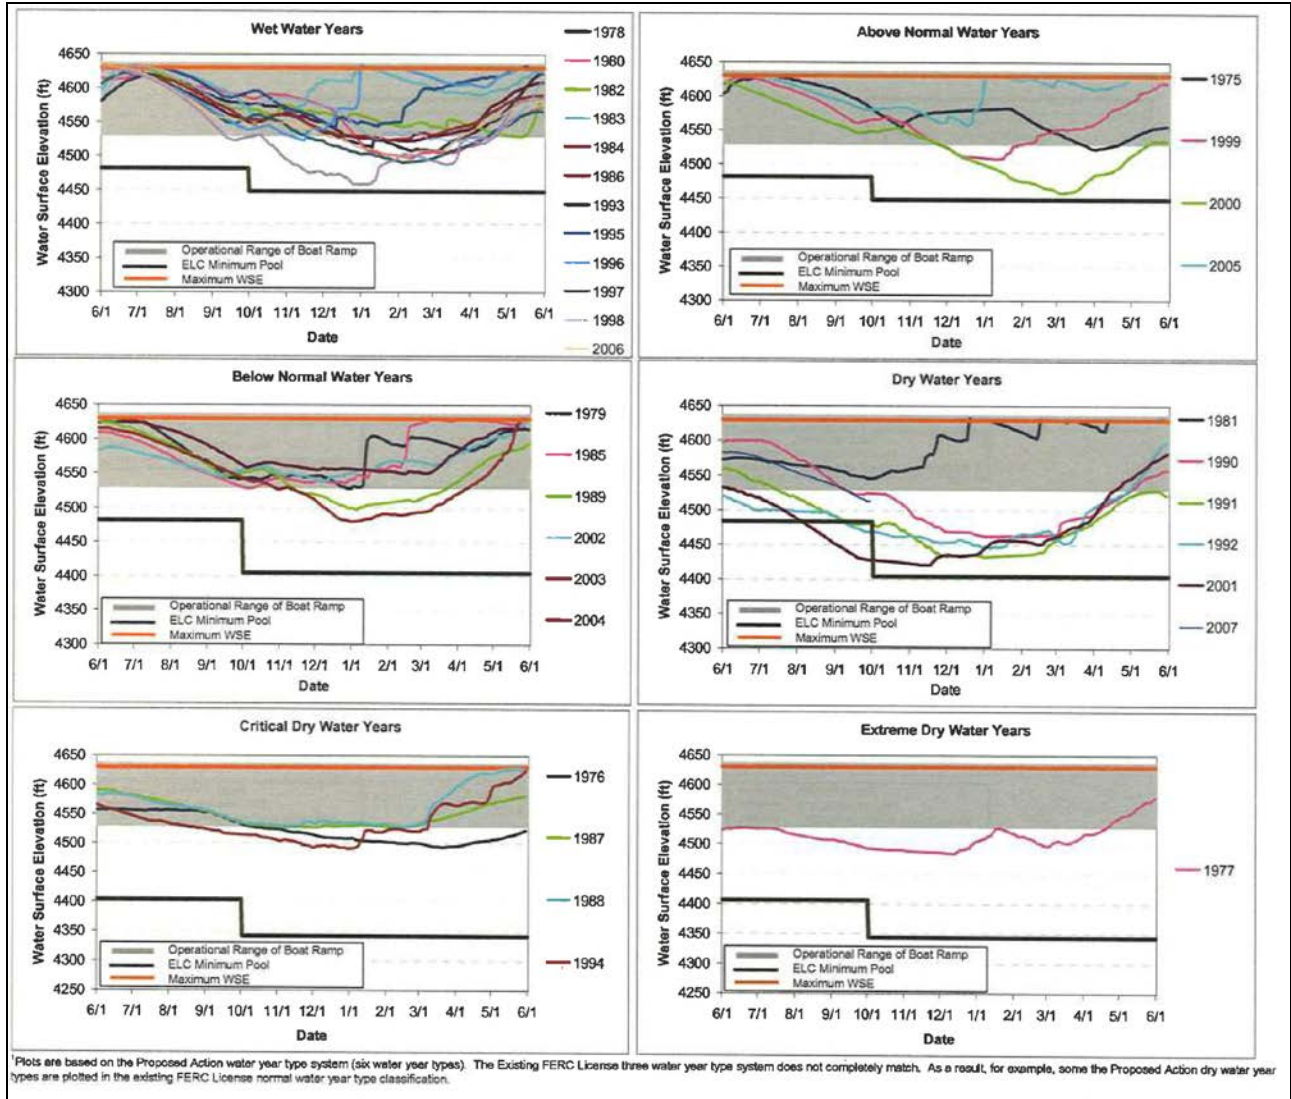 Wet Water Years
Water Surface Elevation (ft)
4650
4600
4550
4500
4450
4400
4350
4300
Operational Range of Boat Ramp
ELC Minimum Pool
Maximum WSE
6/1 7/1 8/1 9/1 10/1 11/1 12/1 1/1 2/1 3/1 4/1 5/1 6/1
Date
1978
1980
1982
1983
1984
1986
1993
1995
1996
1997
1998
2006
Above Normal Water Years
Water Surface Elevation (ft)
4650
4600
4550
4500
4450
4400
4350
4300
Operational Range of Boat Ramp
ELC Minimum Pool
Maximum WSE
6/1 7/1 8/1 9/1 10/1 11/1 12/1 1/1 2/1 3/1 4/1 5/1 6/1
Date
1975
1999
2000
2005
Below Normal Water Years
Water Surface Elevation (ft)
4650
4600
4550
4500
4450
4400
4350
4300
Operational Range of Boat Ramp
ELC Minimum Pool
Maximum WSE
6/1 7/1 8/1 9/1 10/1 11/1 12/1 1/1 2/1 3/1 4/1 5/1 6/1
Date
1979
1985
1989
2002
2003
2004
Dry Water Years
Water Surface Elevation (ft)
4650
4600
4550
4500
4450
4400
4350
4300
Operational Range of Boat Ramp
ELC Minimum Pool
Maximum WSE
6/1 7/1 8/1 9/1 10/1 11/1 12/1 1/1 2/1 3/1 4/1 5/1 6/1
Date
1981
1990
1991
1992
2001
2007
Critical Dry Water Years
Water Surface Elevation (ft)
4650
4600
4550
4500
4450
4400
4350
4300
4250
Operational Range of Boat Ramp
ELC Minimum Pool
Maximum WSE
6/1 7/1 8/1 9/1 10/1 11/1 12/1 1/1 2/1 3/1 4/1 5/1 6/1
Date
1976
1987
1988
1994
Extreme Dry Water Years
Water Surface Elevation (ft)
4650
4600
4550
4500
4450
4400
4350
4300
4250
Operational Range of Boat Ramp
ELC Minimum Pool
Maximum WSE
6/1 7/1 8/1 9/1 10/1 11/1 12/1 1/1 2/1 3/1 4/1 5/1 6/1
Date
1977
¹Plots are based on the Proposed Action water year type system (six water year types). The Existing FERC License three water year type system does not completely match. As a result, for example, some the Proposed Action dry water year
types are plotted in the existing FERC License normal water year type classification.